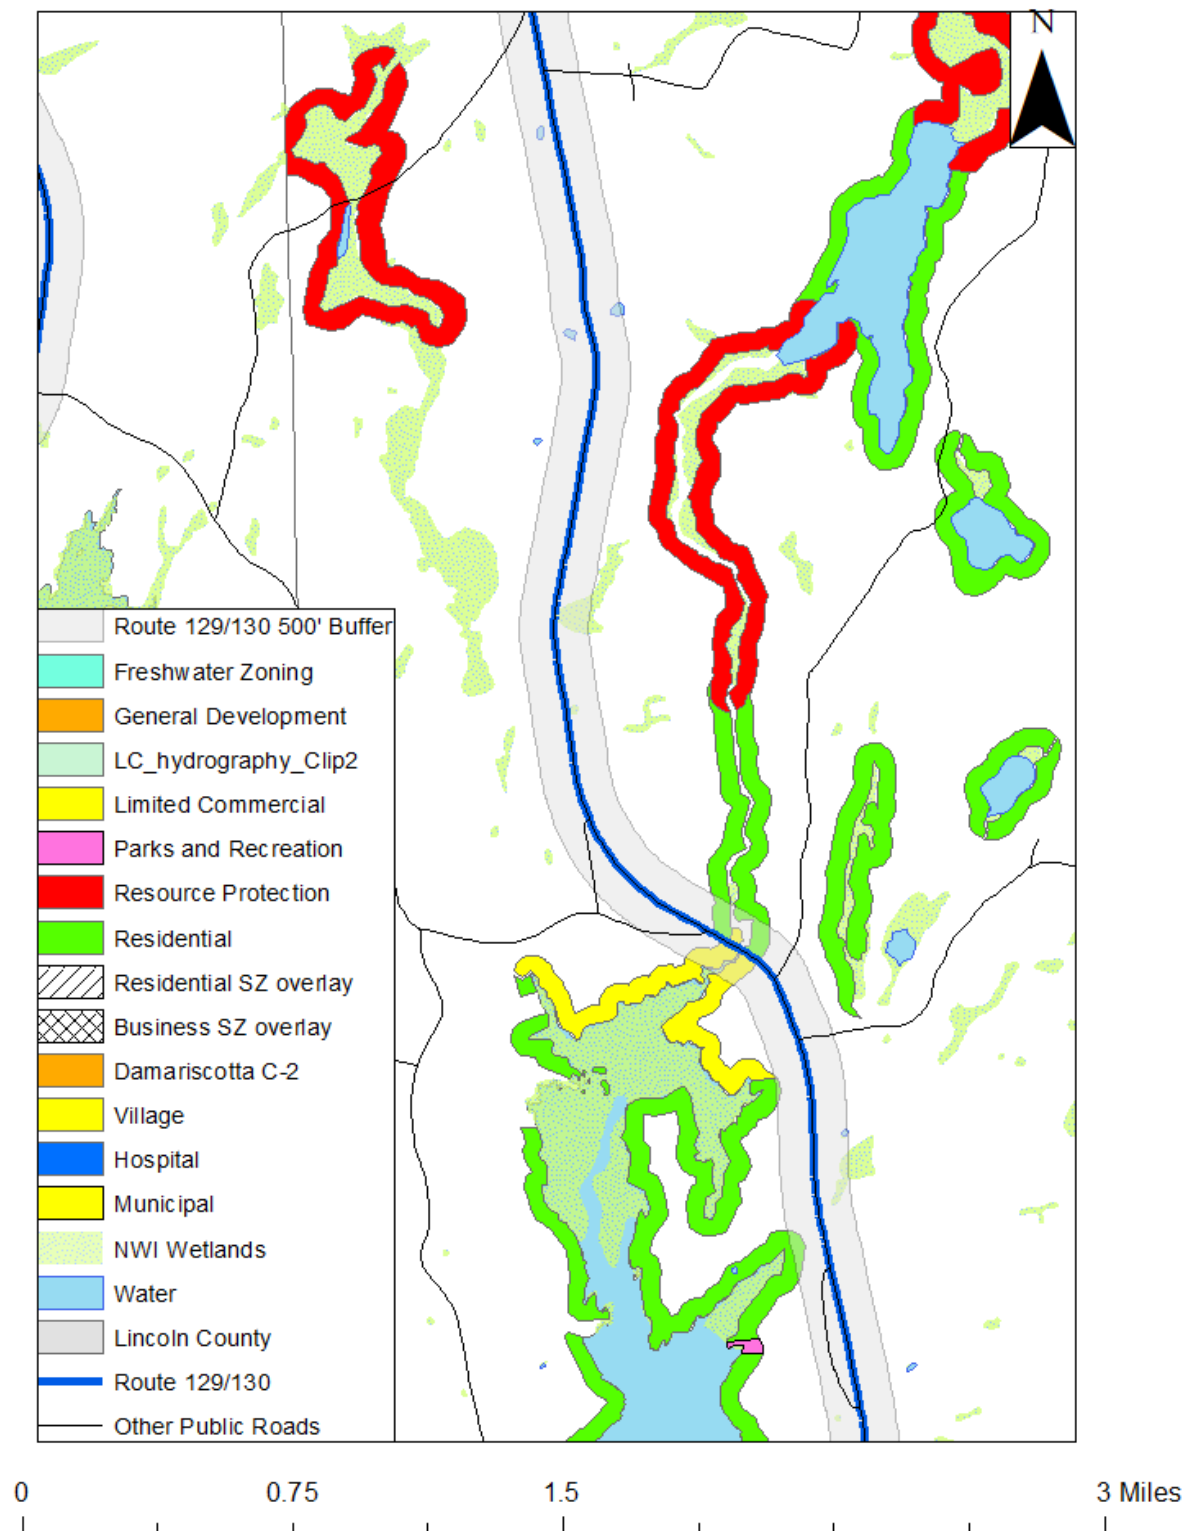 N
Route 129/130 500' Buffer
Freshwater Zoning
General Development
LC_hydrography_Clip2
Limited Commercial
Parks and Recreation
Resource Protection
Residential
Residential SZ overlay
Business SZ overlay
Damariscotta C-2
Village
Hospital
Municipal
NWI Wetlands
Water
Lincoln County
Route 129/130
Other Public Roads
0 0.75 1.5 3 Miles